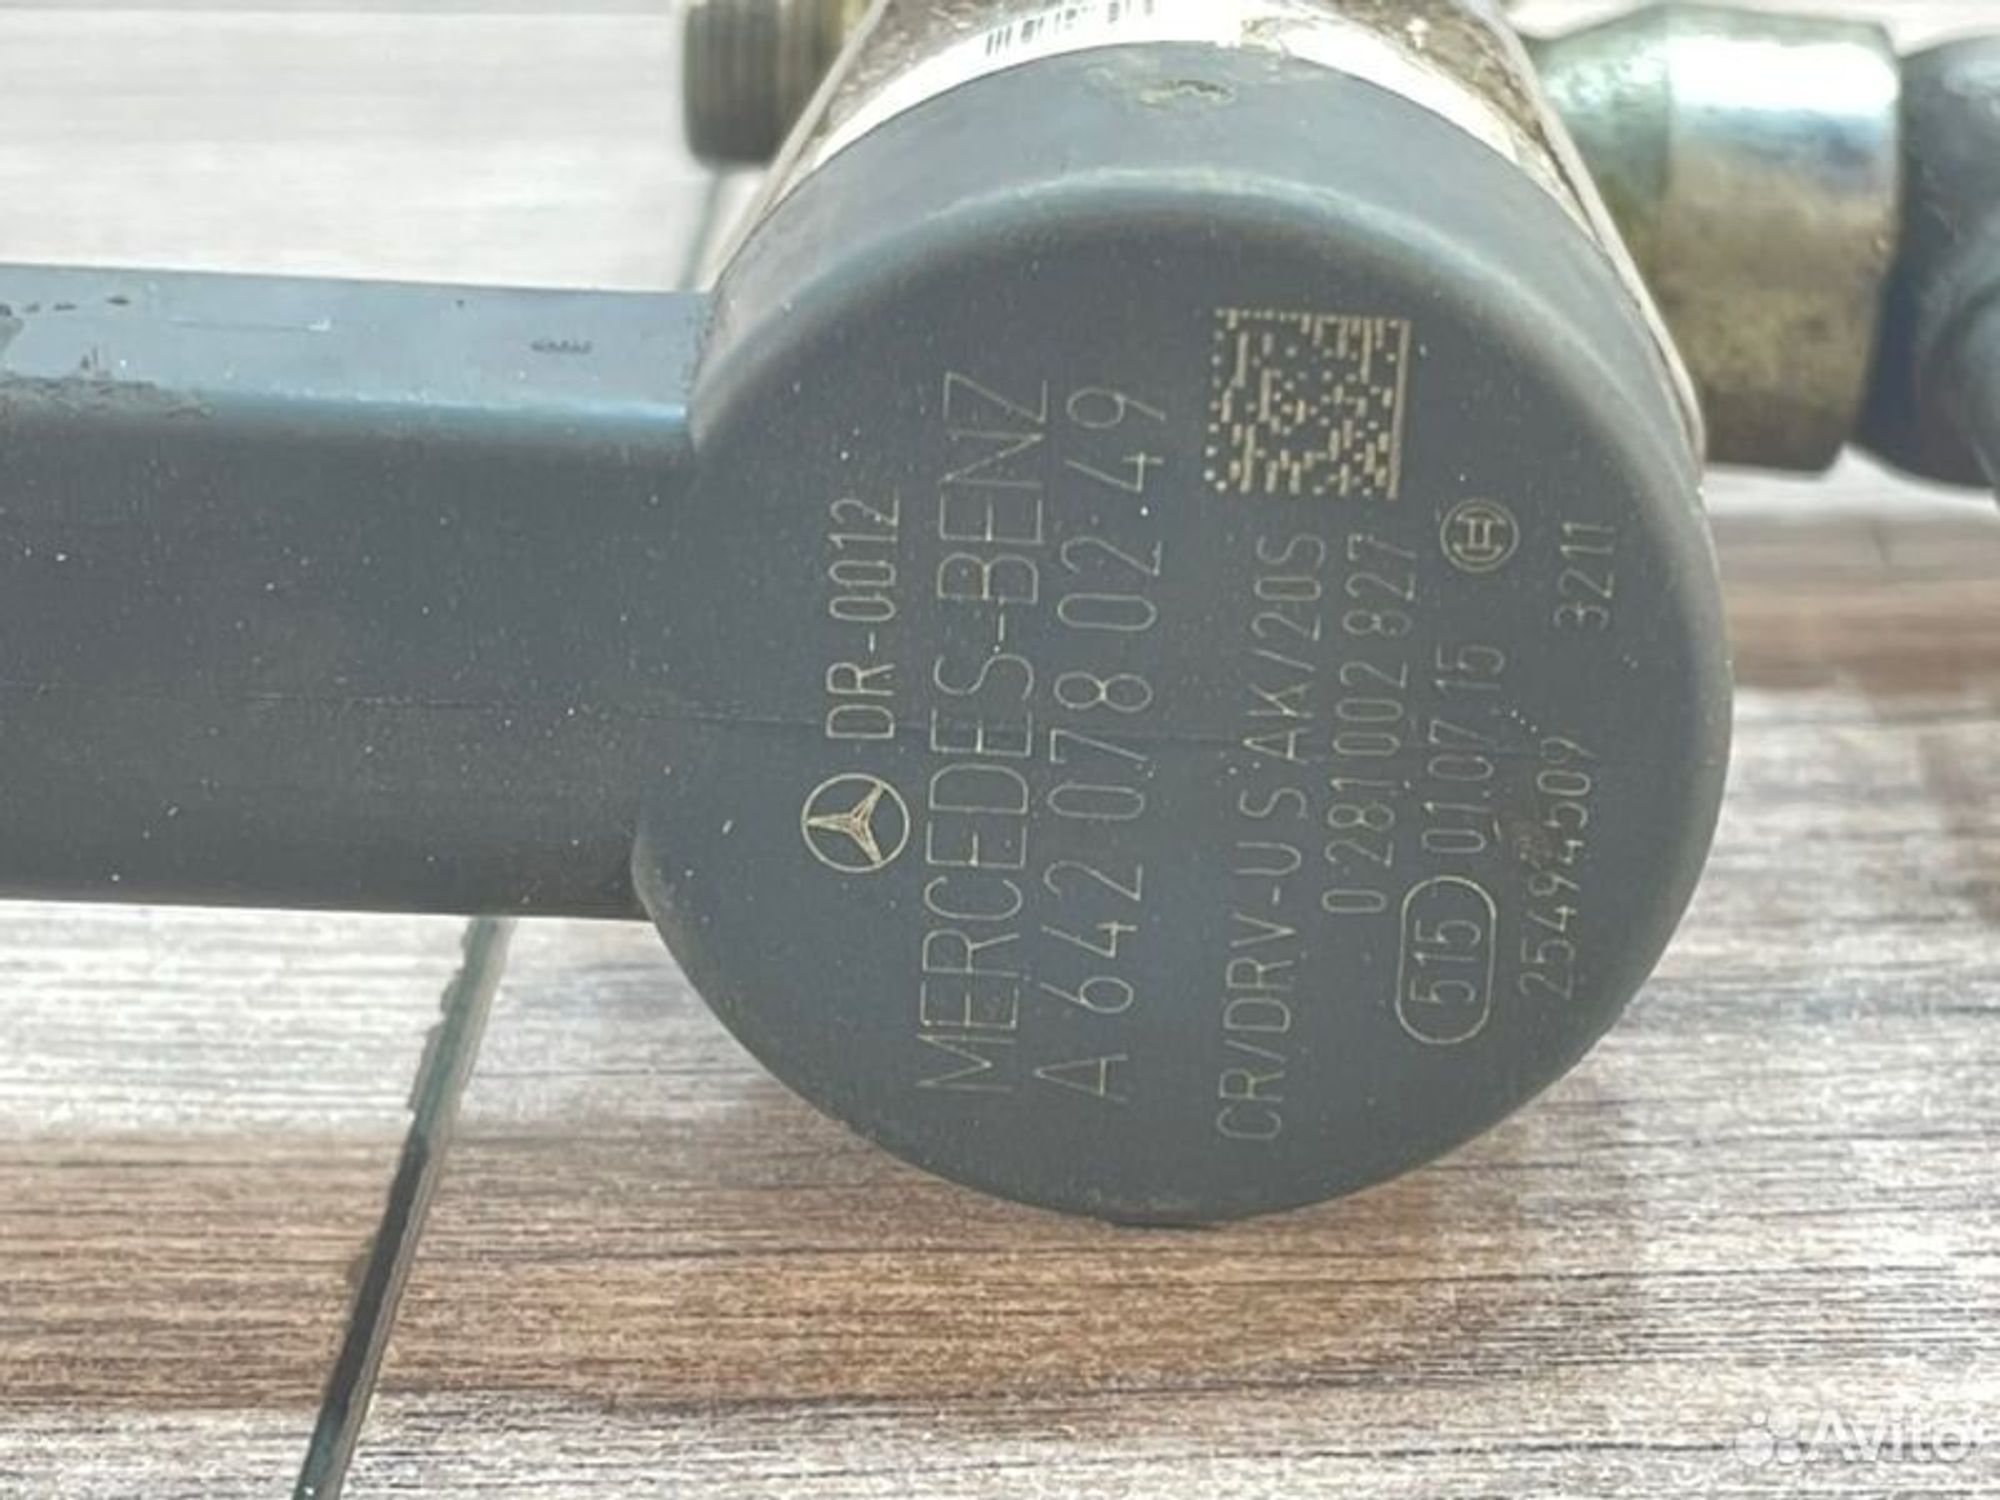 DR-0012
MERCEDES-BENZ
A 642 078 02 49
CR/DRV-U S AK/20S
0 281 002 827
515 01.07.15
25494509 3211
Avito